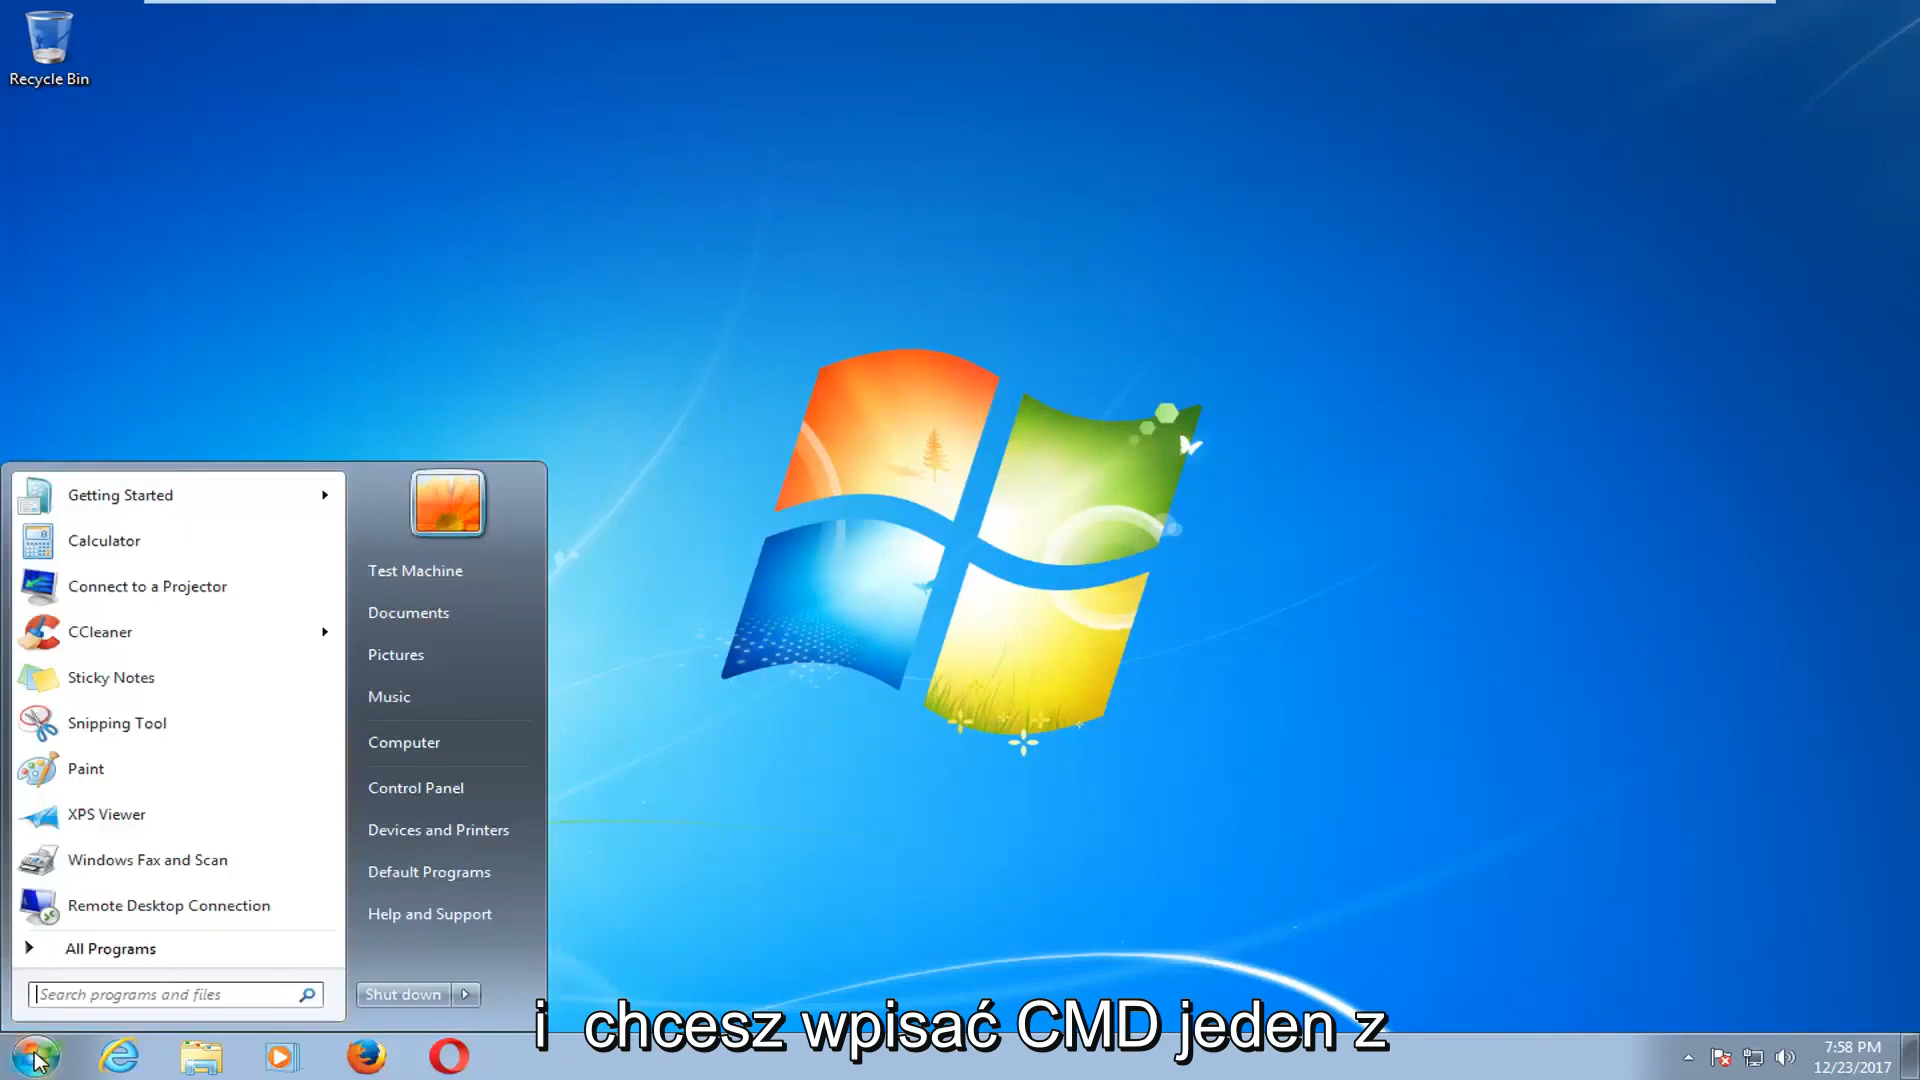 Recycle Bin
Getting Started
Calculator
Connect to a Projector
CCleaner
Sticky Notes
Snipping Tool
Paint
XPS Viewer
Windows Fax and Scan
Remote Desktop Connection
All Programs
Search programs and files
Test Machine
Documents
Pictures
Music
Computer
Control Panel
Devices and Printers
Default Programs
Help and Support
Shut down
i chcesz wpisać CMD jeden z
7:58 PM
12/23/2017